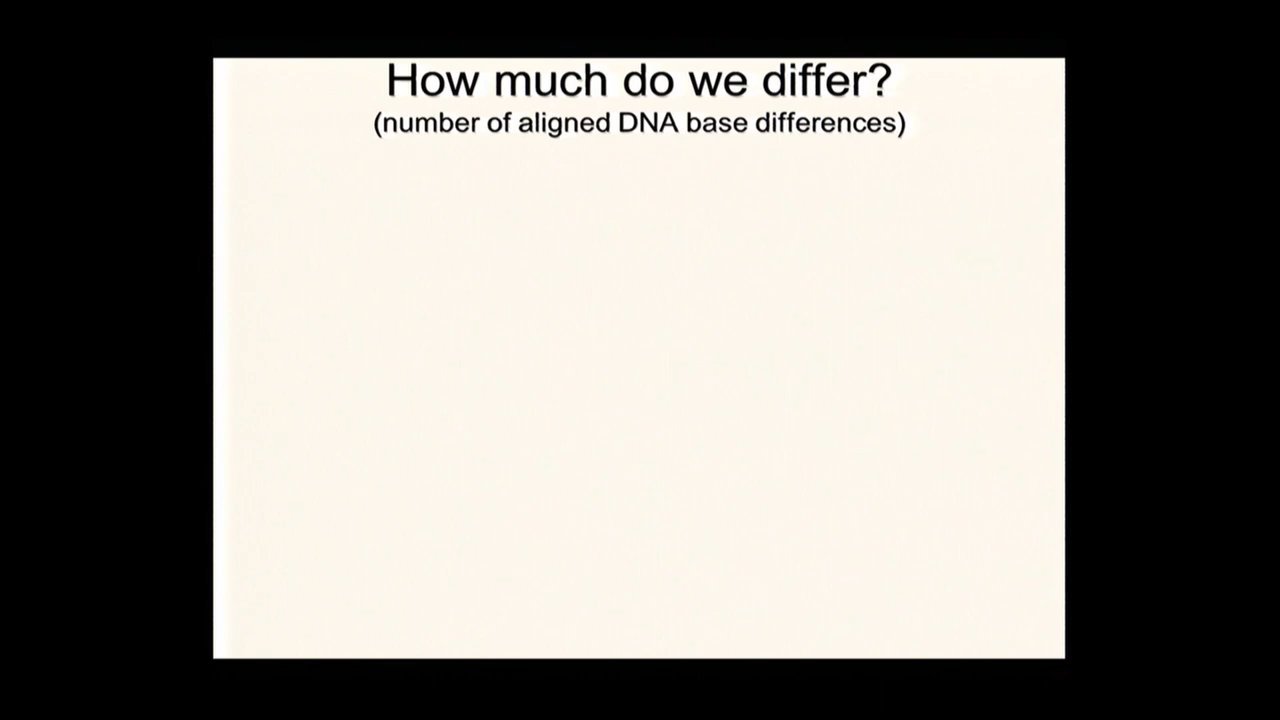 How much do we differ?
(number of aligned DNA base differences)